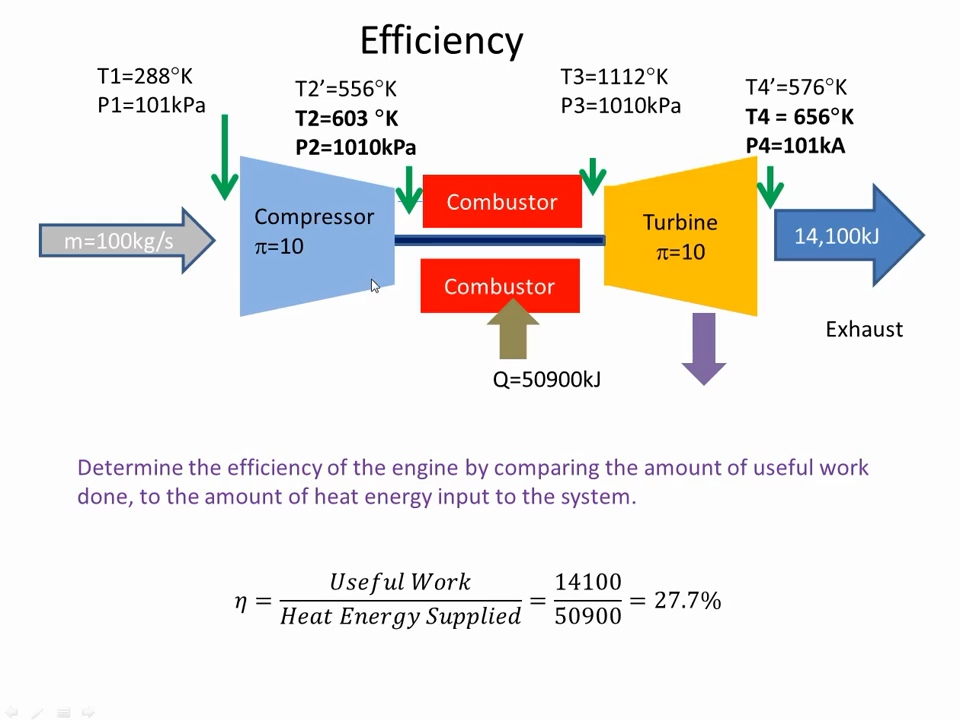 Efficiency
T1=288°K
P1=101kPa
T2’=556°K
T2=603 °K
P2=1010kPa
T3=1112°K
P3=1010kPa
T4’=576°K
T4 = 656°K
P4=101kA
m=100kg/s
Compressor
π=10
Combustor
Combustor
Turbine
π=10
14,100kJ
Exhaust
Q=50900kJ
Determine the efficiency of the engine by comparing the amount of useful work
done, to the amount of heat energy input to the system.
η = Useful Work / Heat Energy Supplied = 14100 / 50900 = 27.7%